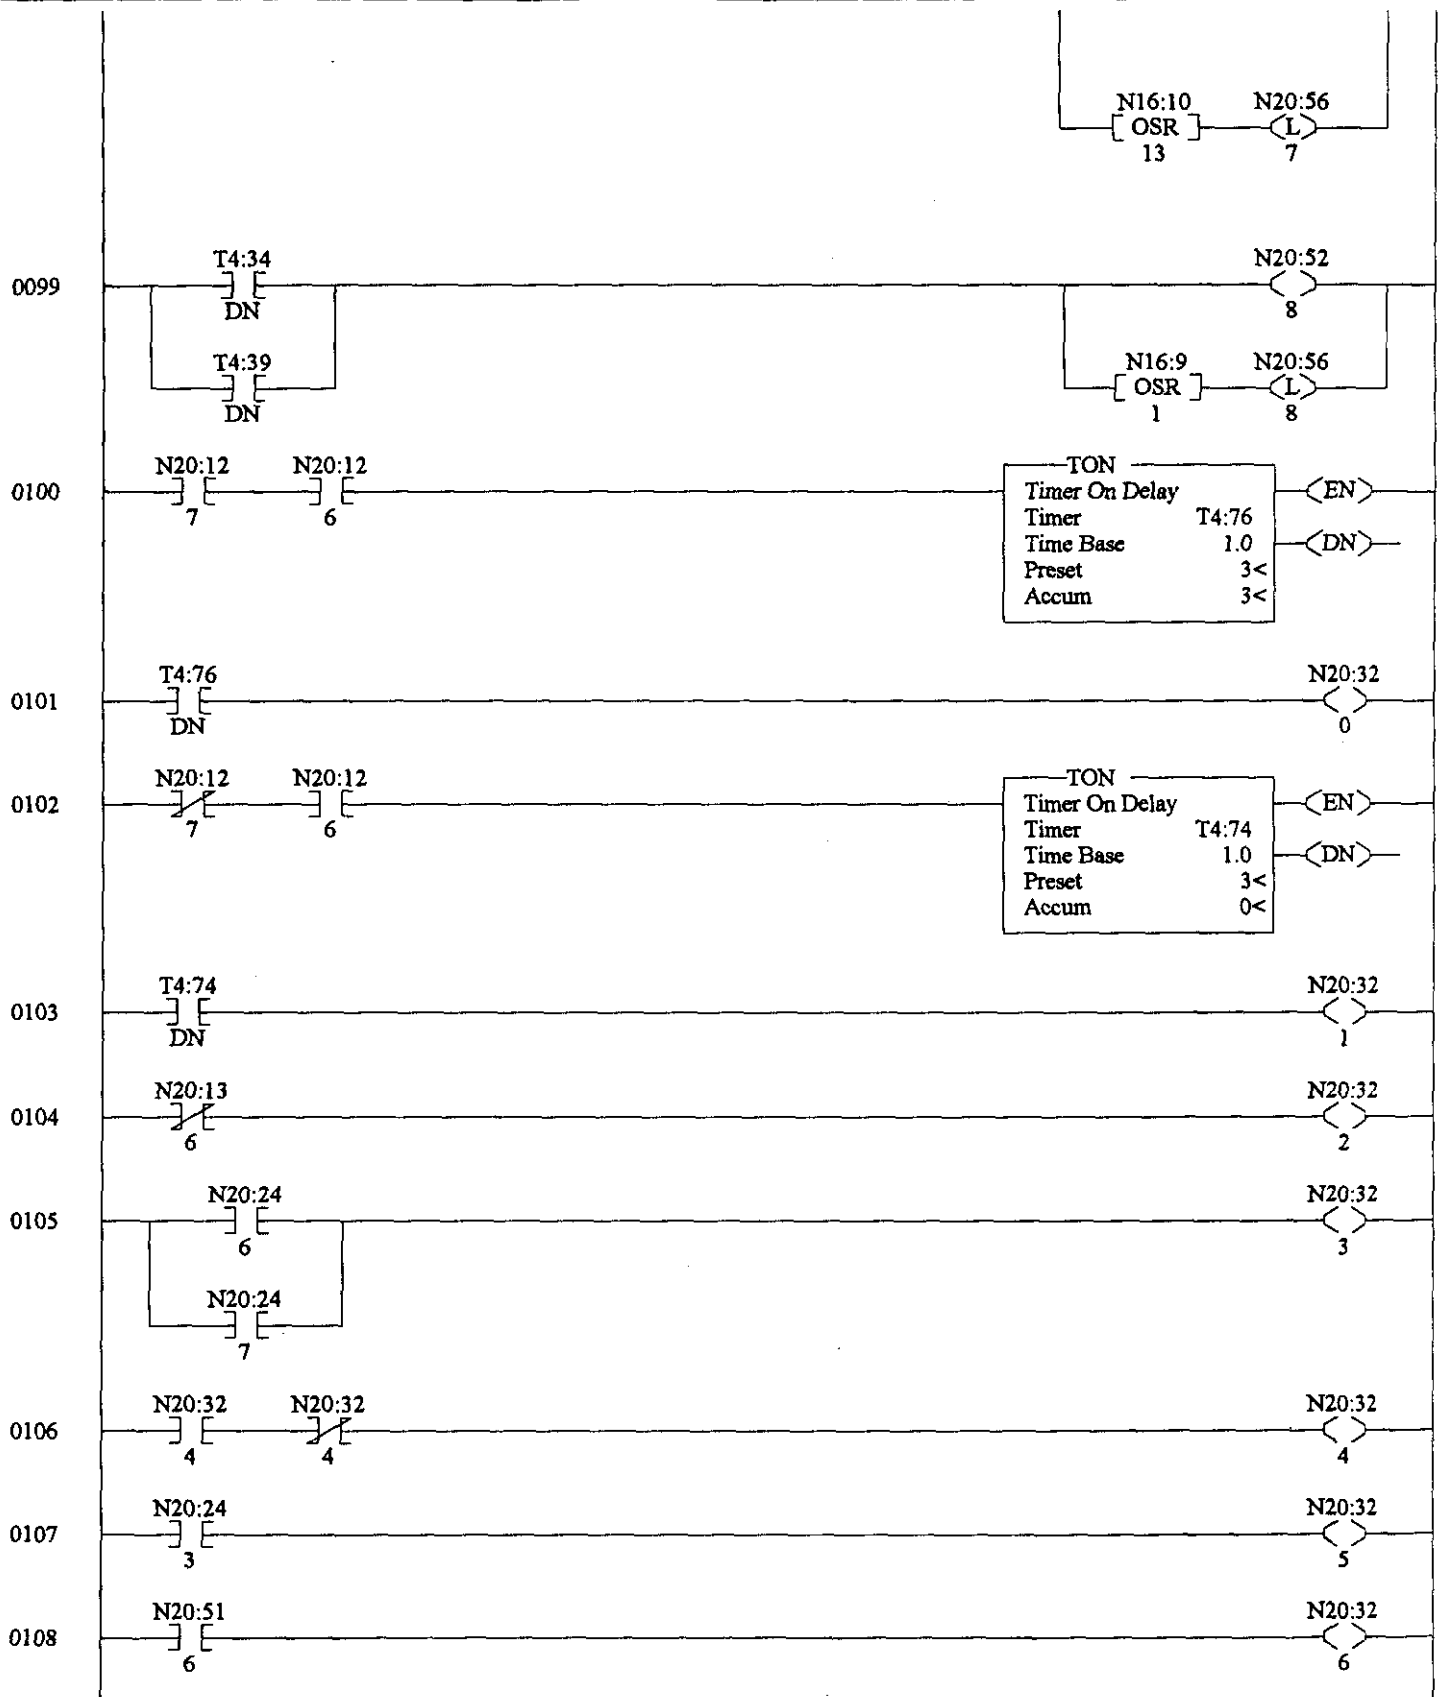 N16:10 N20:56
OSR L
13 7
T4:34 N20:52
0099
DN 8
T4:39 N16:9 N20:56
OSR L
DN 1 8
N20:12 N20:12 TON
0100 Timer On Delay EN
7 6 Timer T4:76
Time Base 1.0 DN
Preset 3<
Accum 3<
T4:76 N20:32
0101
DN 0
N20:12 N20:12 TON
0102 Timer On Delay EN
7 6 Timer T4:74
Time Base 1.0 DN
Preset 3<
Accum 0<
T4:74 N20:32
0103
DN 1
N20:13 N20:32
0104
6 2
N20:24 N20:32
0105
6 3
N20:24
7
N20:32 N20:32 N20:32
0106
4 4 4
N20:24 N20:32
0107
3 5
N20:51 N20:32
0108
6 6